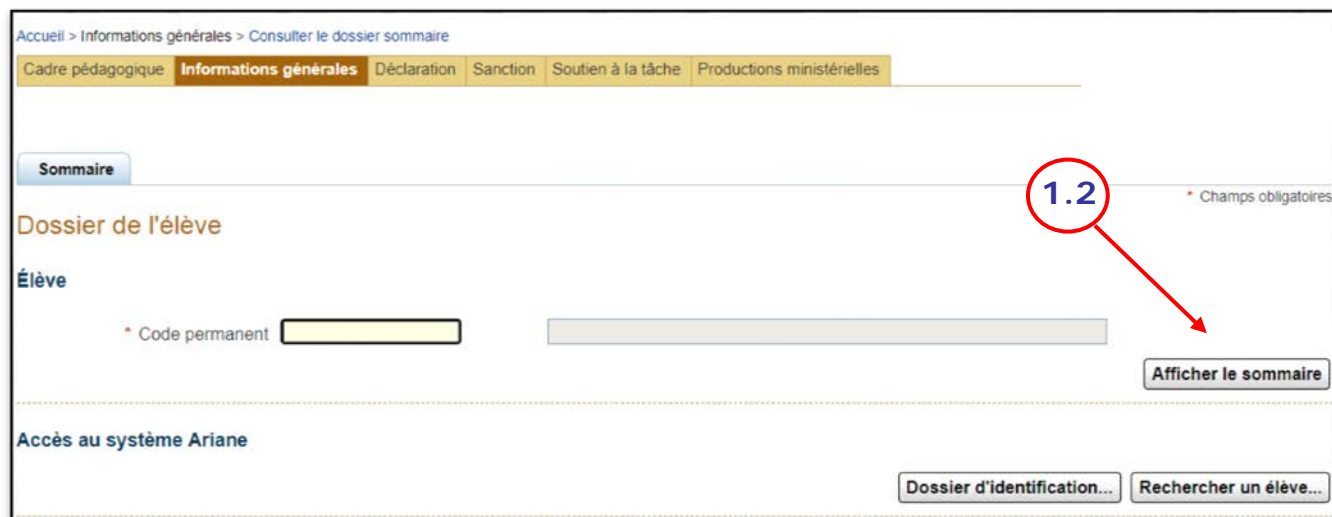 Accueil > Informations générales > Consulter le dossier sommaire
Cadre pédagogique Informations générales Déclaration Sanction Soutien à la tâche Productions ministérielles
Sommaire
1.2
* Champs obligatoires
Dossier de l'élève
Élève
* Code permanent
Afficher le sommaire
Accès au système Ariane
Dossier d'identification... Rechercher un élève...